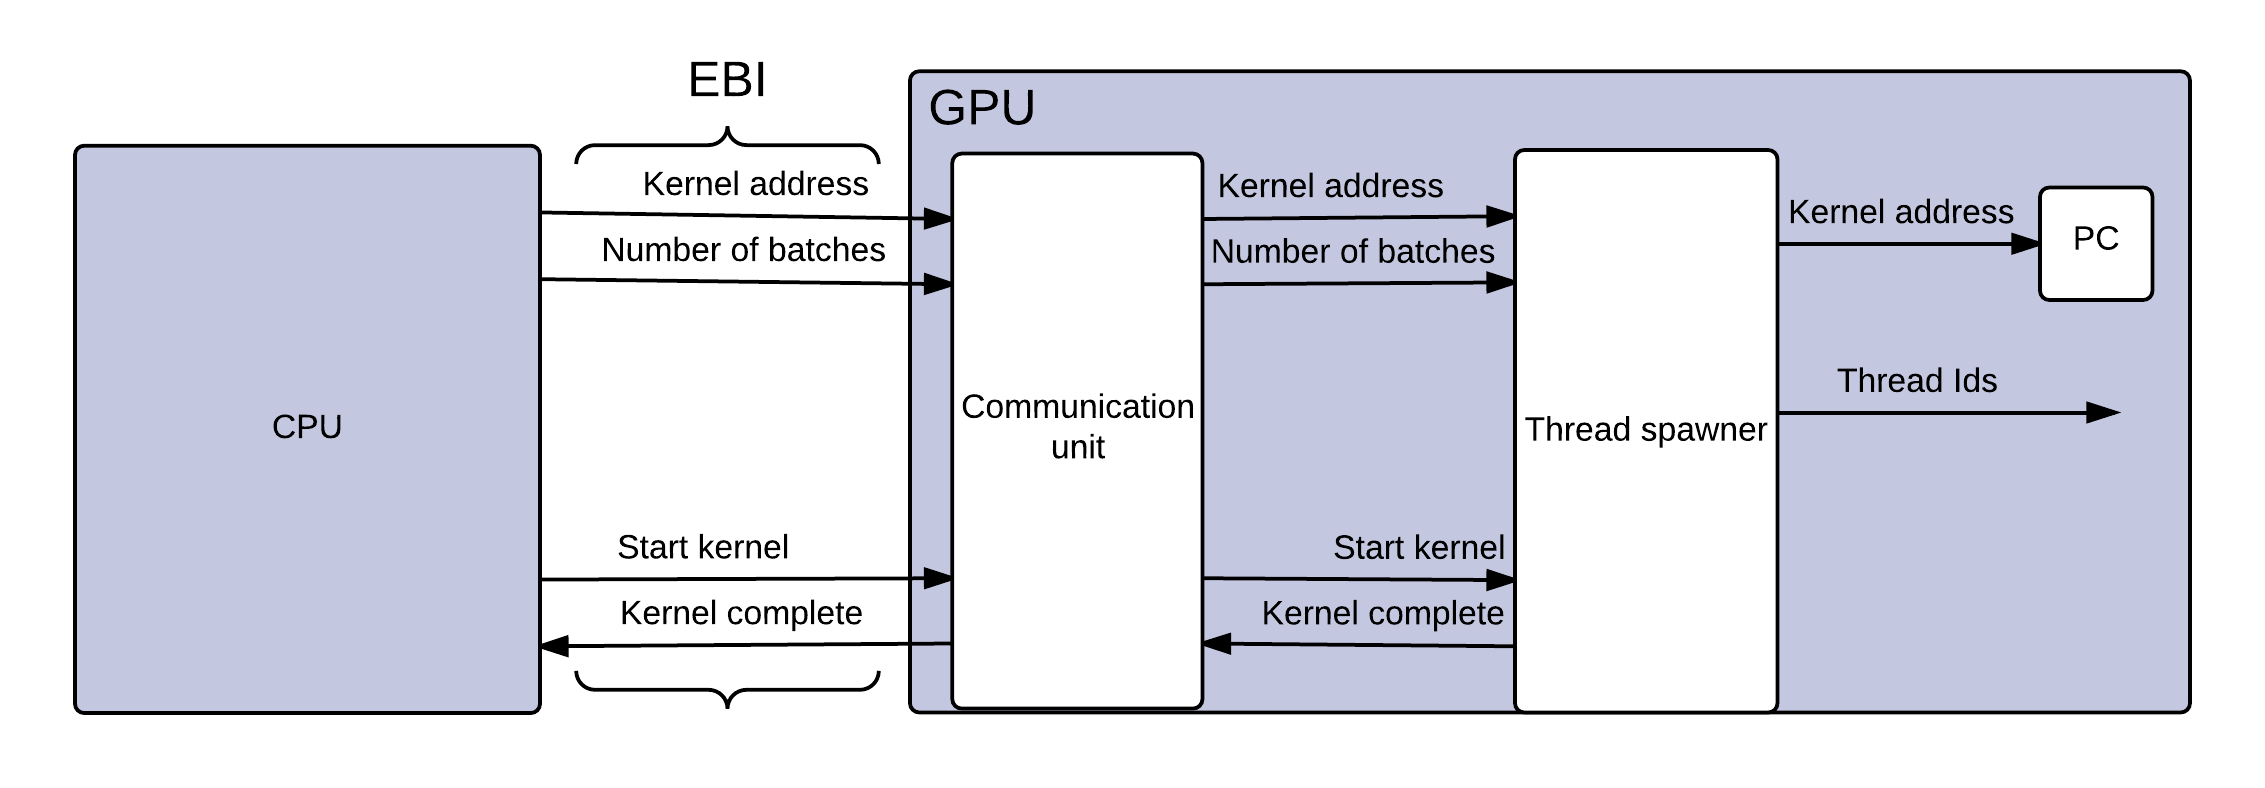 EBI
GPU
Kernel address
Kernel address
Kernel address
PC
Number of batches
Number of batches
Thread Ids
CPU
Communication
unit
Thread spawner
Start kernel
Start kernel
Kernel complete
Kernel complete